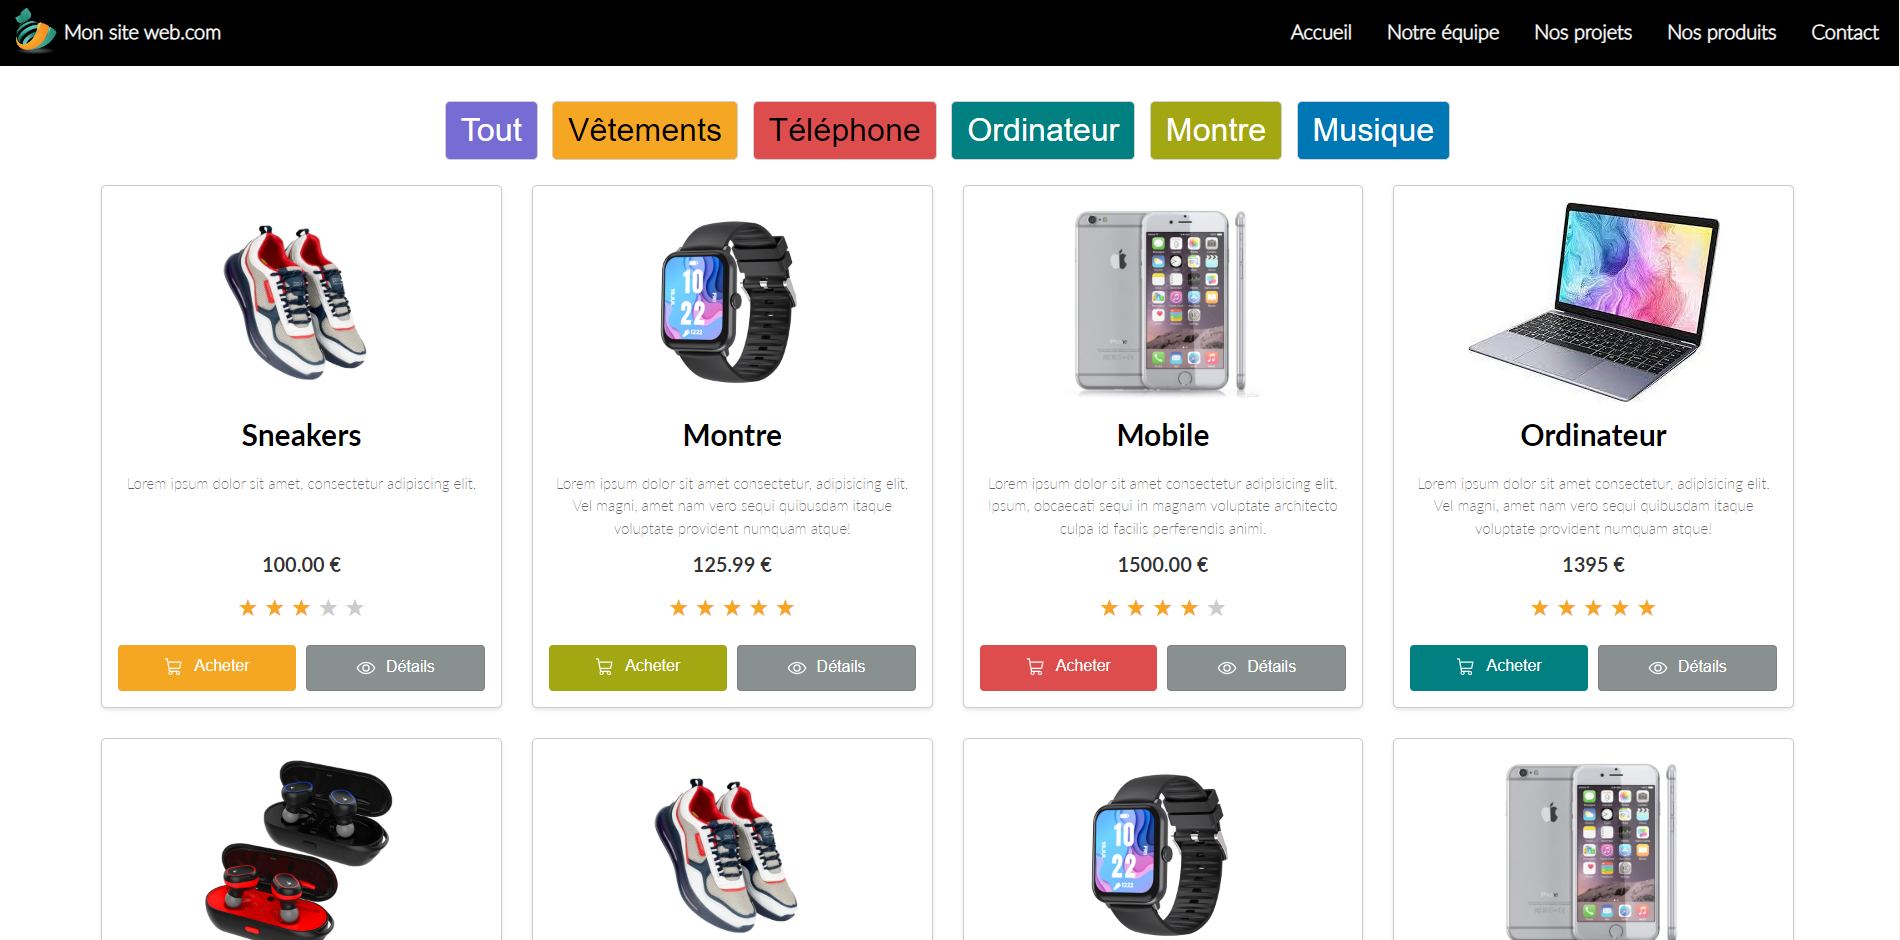 Mon site web.com
Accueil Notre équipe Nos projets Nos produits Contact
Tout Vêtements Téléphone Ordinateur Montre Musique
10
22
Sneakers
Lorem ipsum dolor sit amet, consectetur adipiscing elit.
100.00 €
Acheter Détails
Montre
Lorem ipsum dolor sit amet consectetur, adipisicing elit.
Vel magni, amet nam vero sequi quibusdam itaque
voluptate provident numquam atque!
125.99 €
Acheter Détails
Mobile
Lorem ipsum dolor sit amet consectetur adipisicing elit.
Ipsum, obcaecati sequi in magnam voluptate architecto
culpa id facilis perferendis animi.
1500.00 €
Acheter Détails
Ordinateur
Lorem ipsum dolor sit amet consectetur, adipisicing elit.
Vel magni, amet nam vero sequi quibusdam itaque
voluptate provident numquam atque!
1395 €
Acheter Détails
10
22